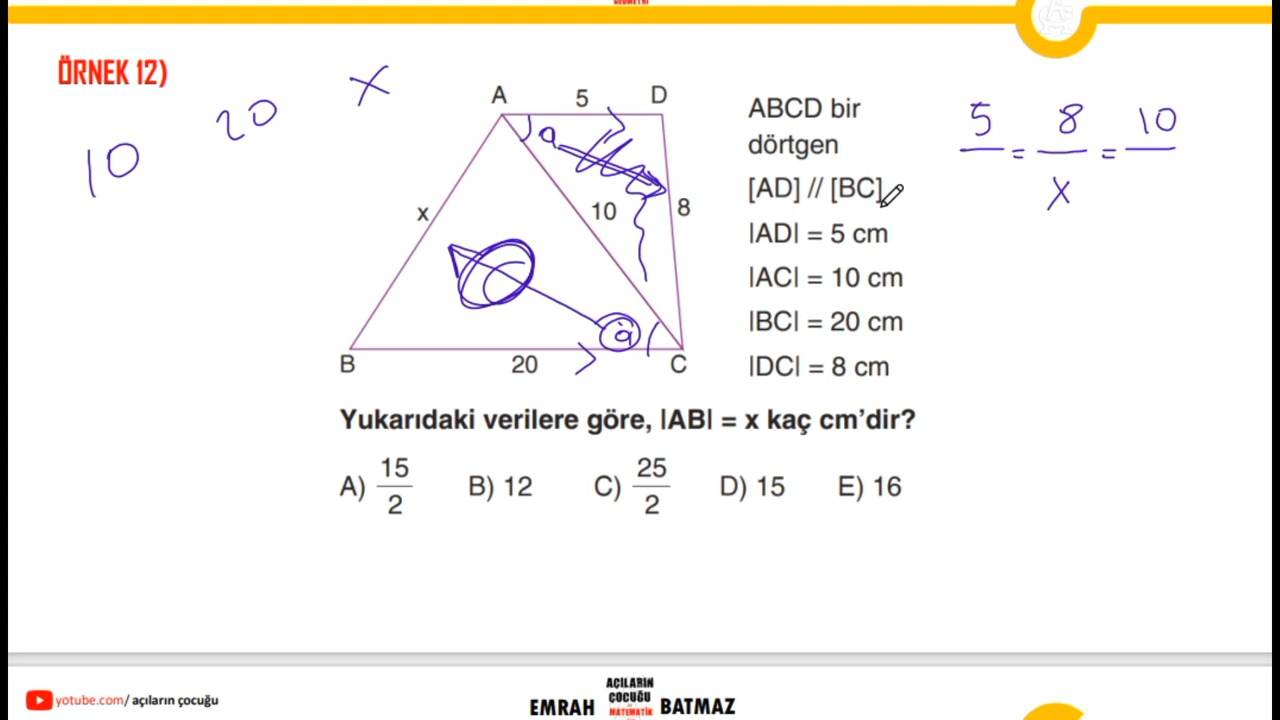 GEOMETRİ
ÖRNEK 12)
10 20 x
A 5 D
a
x 10 8
a
B 20 C
ABCD bir
dörtgen
[AD] // [BC]
|AD| = 5 cm
|AC| = 10 cm
|BC| = 20 cm
|DC| = 8 cm
5 = 8 = 10
x
Yukarıdaki verilere göre, |AB| = x kaç cm'dir?
A) 15/2 B) 12 C) 25/2 D) 15 E) 16
yotube.com/ açıların çocuğu
EMRAH AÇILARIN ÇOCUĞU MATEMATİK BATMAZ